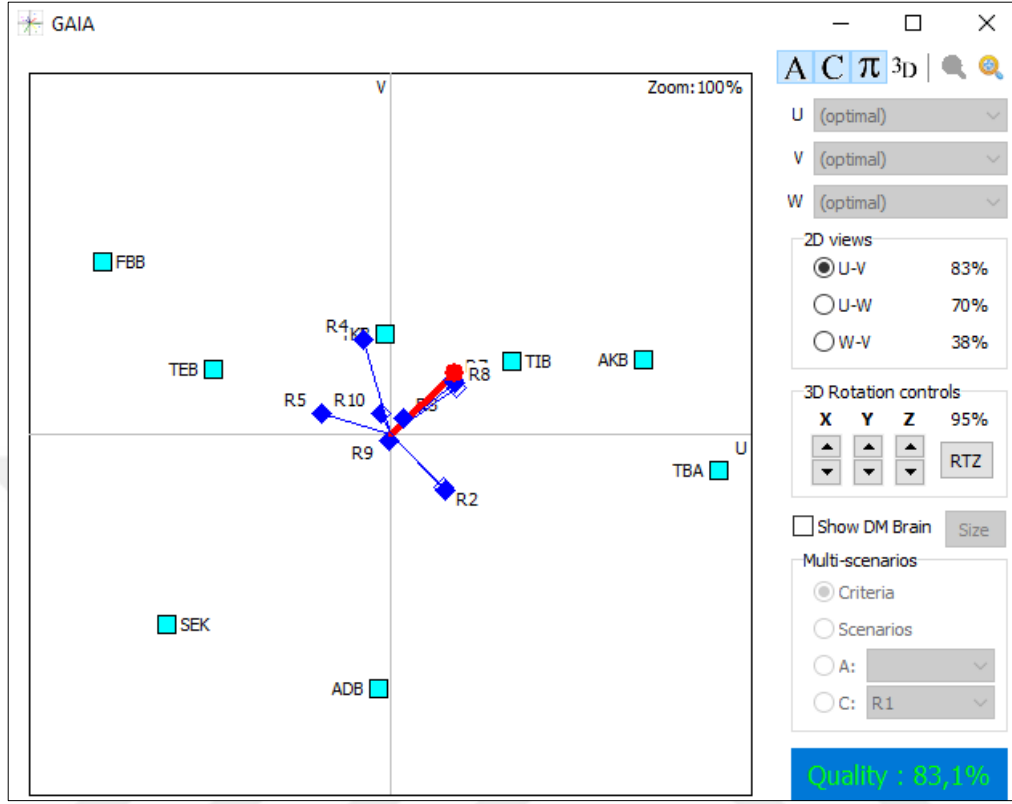 GAIA
V
Zoom: 100%
FBB
R4
TIB
AKB
R8
TEB
R5
R10
U
R9
TBA
R2
SEK
ADB
A C π 3D
U (optimal)
V (optimal)
W (optimal)
2D views
U-V 83%
U-W 70%
W-V 38%
3D Rotation controls
X Y Z 95%
RTZ
Show DM Brain Size
Multi-scenarios
Criteria
Scenarios
A:
C: R1
Quality : 83,1%